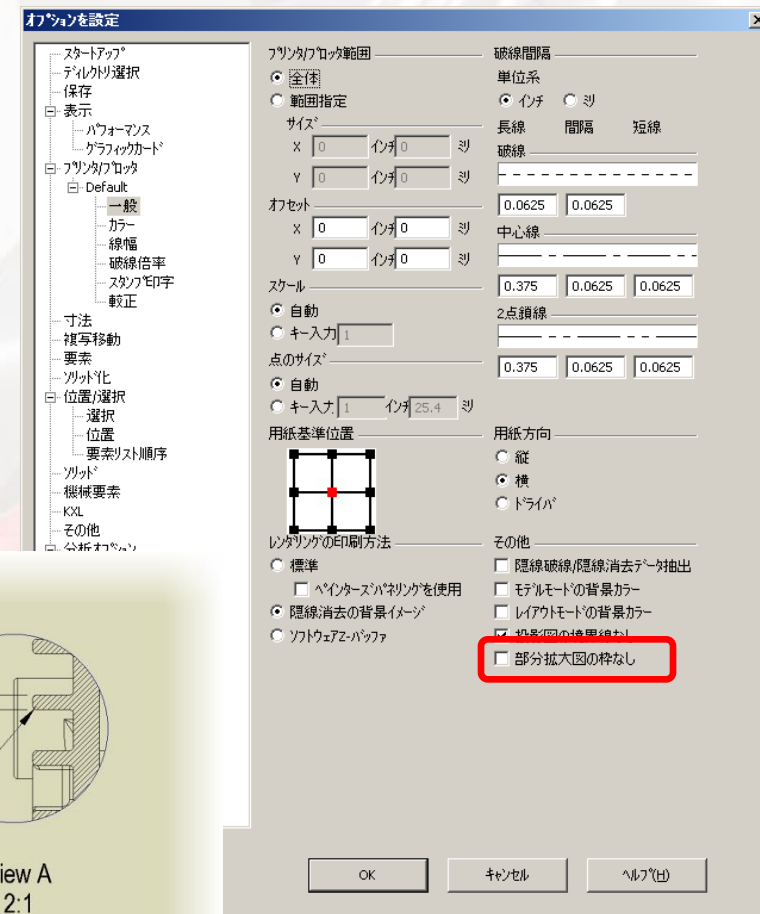 オプションを設定
スタートアップ
ディレクトリ選択
保存
表示
パフォーマンス
グラフィックカード
プリンタ/プロッタ
Default
一般
カラー
線幅
破線倍率
スタンプ印字
較正
寸法
複写移動
要素
ソリッド化
位置/選択
選択
位置
要素リスト順序
ソリッド
機械要素
KXL
その他
分析オプション
プリンタ/プロッタ範囲
全体
範囲指定
サイズ
X 0 インチ 0 ミリ
Y 0 インチ 0 ミリ
オフセット
X 0 インチ 0 ミリ
Y 0 インチ 0 ミリ
スケール
自動
キー入力 1
点のサイズ
自動
キー入力 1 インチ 25.4 ミリ
用紙基準位置
レンダリングの印刷方法
標準
ペインターズパネリングを使用
隠線消去の背景イメージ
ソフトウェアZ-バッファ
破線間隔
単位系
インチ ミリ
長線 間隔 短線
破線
0.0625 0.0625
中心線
0.375 0.0625 0.0625
2点鎖線
0.375 0.0625 0.0625
用紙方向
縦
横
ドライバ
その他
隠線破線/隠線消去データ抽出
モデルモードの背景カラー
レイアウトモードの背景カラー
投影図の境界線なし
部分拡大図の枠なし
OK キャンセル ヘルプ(H)
iew A
2:1